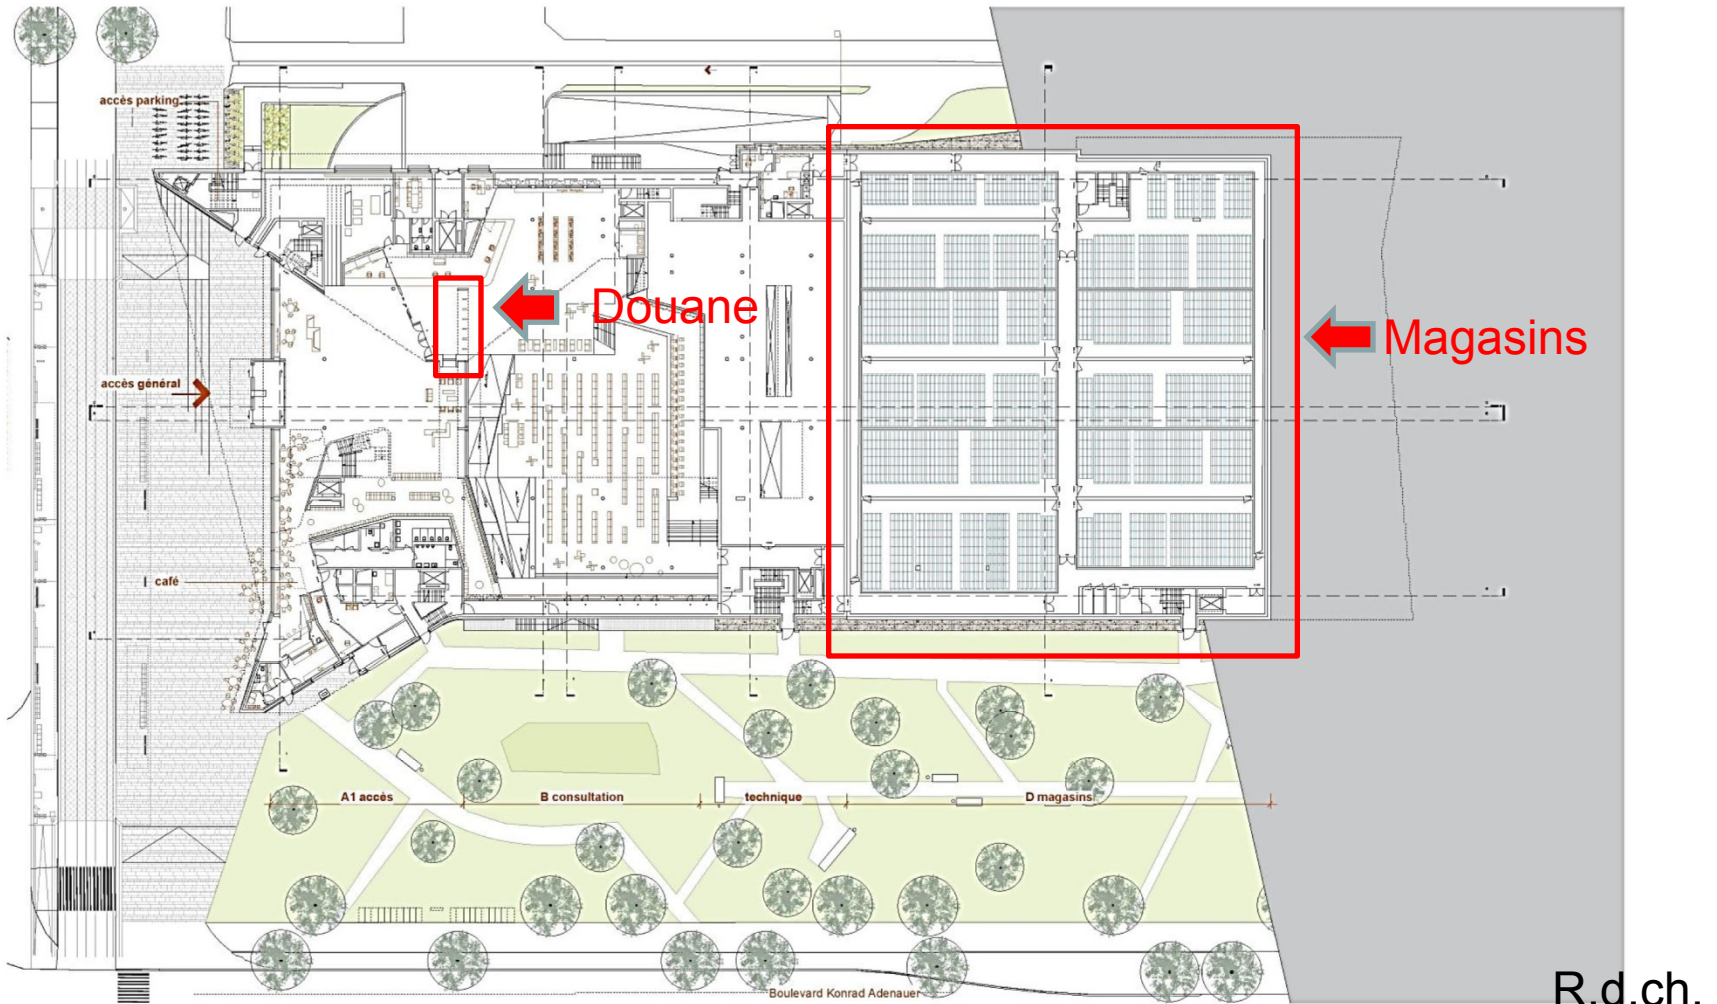 accès parking
Douane
Magasins
accès général
café
A1 accès
B consultation
technique
D magasins
Boulevard Konrad Adenauer
R.d.ch.